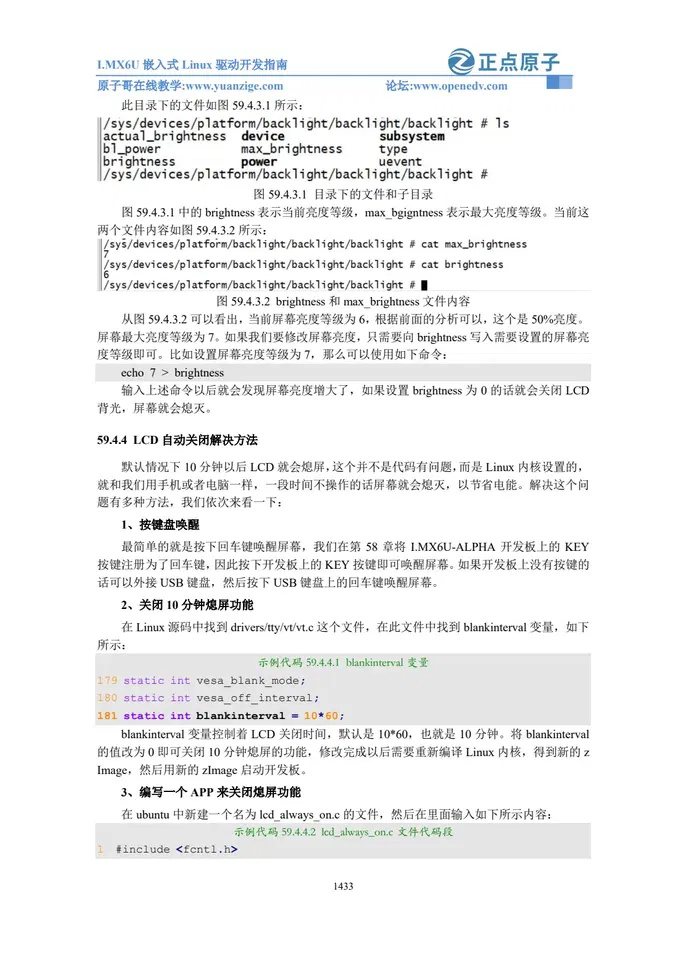 I.MX6U 嵌入式 Linux 驱动开发指南
正点原子
原子哥在线教学:www.yuanzige.com 论坛:www.openedv.com
此目录下的文件如图 59.4.3.1 所示：
/sys/devices/platform/backlight/backlight/backlight # ls
actual_brightness device subsystem
bl_power max_brightness type
brightness power uevent
/sys/devices/platform/backlight/backlight/backlight #
图 59.4.3.1 目录下的文件和子目录
图 59.4.3.1 中的 brightness 表示当前亮度等级，max_bgigntness 表示最大亮度等级。当前这
两个文件内容如图 59.4.3.2 所示：
/sys/devices/platform/backlight/backlight/backlight # cat max_brightness
7
/sys/devices/platform/backlight/backlight/backlight # cat brightness
6
/sys/devices/platform/backlight/backlight/backlight #
图 59.4.3.2 brightness 和 max_brightness 文件内容
从图 59.4.3.2 可以看出，当前屏幕亮度等级为 6，根据前面的分析可以，这个是 50%亮度。
屏幕最大亮度等级为 7。如果我们要修改屏幕亮度，只需要向 brightness 写入需要设置的屏幕亮
度等级即可。比如设置屏幕亮度等级为 7，那么可以使用如下命令：
echo 7 > brightness
输入上述命令以后就会发现屏幕亮度增大了，如果设置 brightness 为 0 的话就会关闭 LCD
背光，屏幕就会熄灭。
59.4.4 LCD 自动关闭解决方法
默认情况下 10 分钟以后 LCD 就会熄屏，这个并不是代码有问题，而是 Linux 内核设置的，
就和我们用手机或者电脑一样，一段时间不操作的话屏幕就会熄灭，以节省电能。解决这个问
题有多种方法，我们依次来看一下：
1、按键盘唤醒
最简单的就是按下回车键唤醒屏幕，我们在第 58 章将 I.MX6U-ALPHA 开发板上的 KEY
按键注册为了回车键，因此按下开发板上的 KEY 按键即可唤醒屏幕。如果开发板上没有按键的
话可以外接 USB 键盘，然后按下 USB 键盘上的回车键唤醒屏幕。
2、关闭 10 分钟熄屏功能
在 Linux 源码中找到 drivers/tty/vt/vt.c 这个文件，在此文件中找到 blankinterval 变量，如下
所示：
示例代码 59.4.4.1 blankinterval 变量
179 static int vesa_blank_mode;
180 static int vesa_off_interval;
181 static int blankinterval = 10*60;
blankinterval 变量控制着 LCD 关闭时间，默认是 10*60，也就是 10 分钟。将 blankinterval
的值改为 0 即可关闭 10 分钟熄屏的功能，修改完成以后需要重新编译 Linux 内核，得到新的 z
Image，然后用新的 zImage 启动开发板。
3、编写一个 APP 来关闭熄屏功能
在 ubuntu 中新建一个名为 lcd_always_on.c 的文件，然后在里面输入如下所示内容：
示例代码 59.4.4.2 lcd_always_on.c 文件代码段
1 #include <fcntl.h>
1433